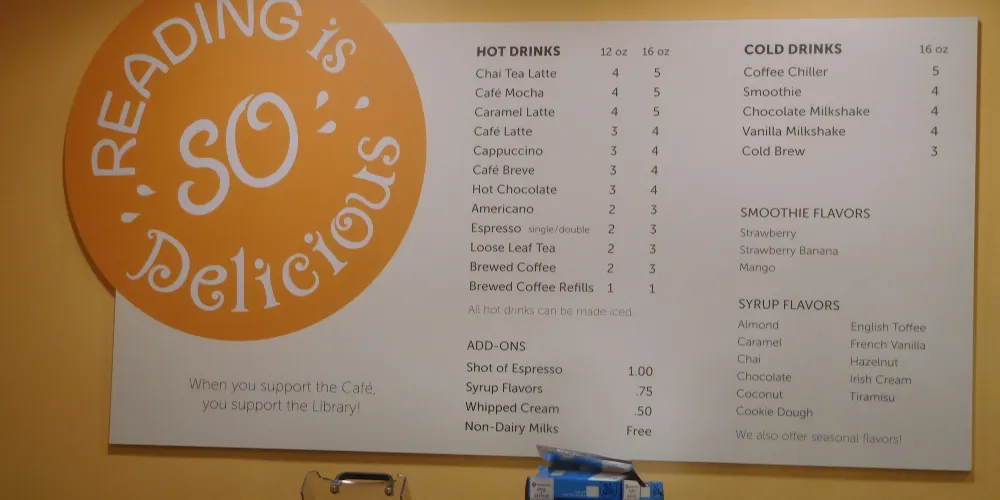 READING is
SO
Delicious
When you support the Café,
you support the Library!
HOT DRINKS 12 oz 16 oz
Chai Tea Latte 4 5
Café Mocha 4 5
Caramel Latte 4 5
Café Latte 3 4
Cappuccino 3 4
Café Breve 3 4
Hot Chocolate 3 4
Americano 2 3
Espresso single/double 2 3
Loose Leaf Tea 2 3
Brewed Coffee 2 3
Brewed Coffee Refills 1 1
All hot drinks can be made iced.
ADD-ONS
Shot of Espresso 1.00
Syrup Flavors .75
Whipped Cream .50
Non-Dairy Milks Free
COLD DRINKS 16 oz
Coffee Chiller 5
Smoothie 4
Chocolate Milkshake 4
Vanilla Milkshake 4
Cold Brew 3
SMOOTHIE FLAVORS
Strawberry
Strawberry Banana
Mango
SYRUP FLAVORS
Almond English Toffee
Caramel French Vanilla
Chai Hazelnut
Chocolate Irish Cream
Coconut Tiramisu
Cookie Dough
We also offer seasonal flavors!